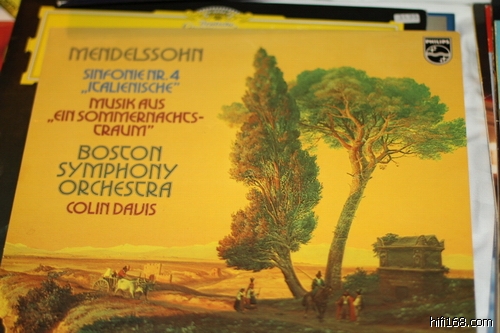 MENDELSSOHN
PHILIPS
SINFONIE NR. 4
„ITALIENISCHE”
MUSIK AUS
„EIN SOMMERNACHTS-
TRAUM”
BOSTON
SYMPHONY
ORCHESTRA
COLIN DAVIS
hifi168.com